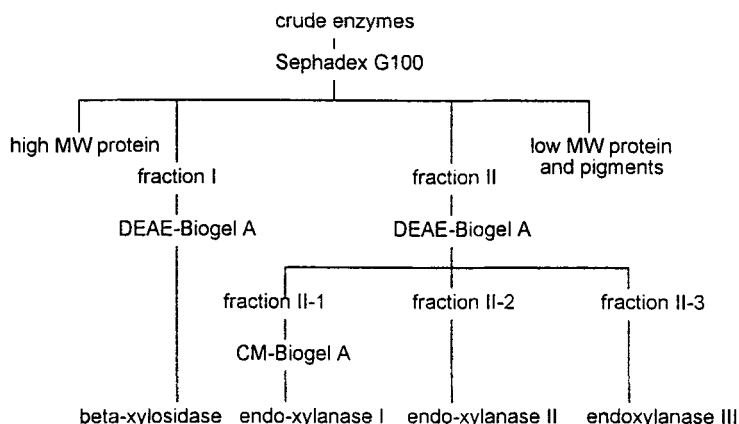 crude enzymes
Sephadex G100
high MW protein
low MW protein
and pigments
fraction I
fraction II
DEAE-Biogel A
DEAE-Biogel A
fraction II-1
fraction II-2
fraction II-3
CM-Biogel A
beta-xylosidase
endo-xylanase I
endo-xylanase II
endoxylanase III